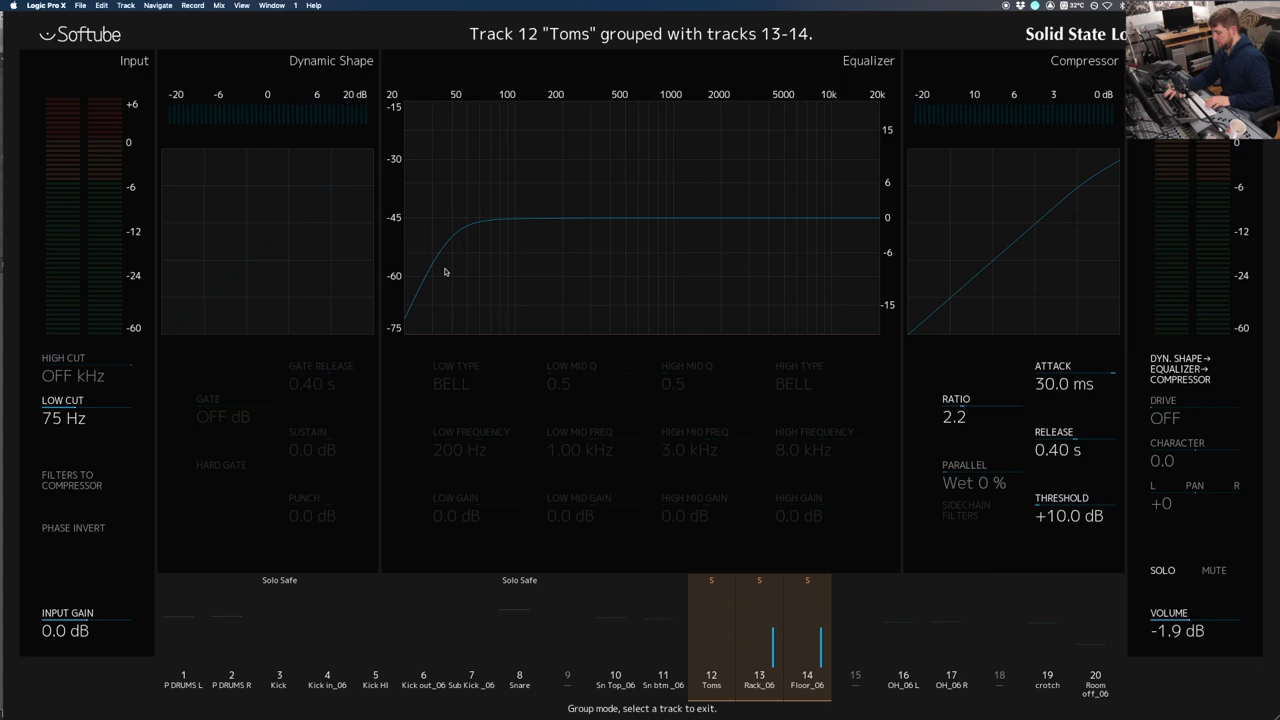 Logic Pro X File Edit Track Navigate Record Mix View Window 1 Help
32°C
Softube
Track 12 "Toms" grouped with tracks 13-14.
Solid State Lo
Input
Dynamic Shape
Equalizer
Compressor
-20 -6 0 6 20 dB
20 50 100 200 500 1000 2000 5000 10k 20k
-20 10 6 3 0 dB
+6
0
-6
-12
-24
-60
-15
-30
-45
-60
-75
15
6
0
-6
-15
0
-6
-12
-24
-60
HIGH CUT
OFF kHz
LOW CUT
75 Hz
FILTERS TO
COMPRESSOR
PHASE INVERT
INPUT GAIN
0.0 dB
GATE RELEASE
0.40 s
GATE
OFF dB
SUSTAIN
0.0 dB
HARD GATE
PUNCH
0.0 dB
LOW TYPE LOW MID Q HIGH MID Q HIGH TYPE
BELL 0.5 0.5 BELL
LOW FREQUENCY LOW MID FREQ HIGH MID FREQ HIGH FREQUENCY
200 Hz 1.00 kHz 3.0 kHz 8.0 kHz
LOW GAIN LOW MID GAIN HIGH MID GAIN HIGH GAIN
0.0 dB 0.0 dB 0.0 dB 0.0 dB
ATTACK
30.0 ms
RATIO
2.2
RELEASE
0.40 s
PARALLEL
Wet 0 %
SIDECHAIN
FILTERS
THRESHOLD
+10.0 dB
DYN. SHAPE→
EQUALIZER→
COMPRESSOR
DRIVE
OFF
CHARACTER
0.0
L PAN R
+0
SOLO MUTE
VOLUME
-1.9 dB
Solo Safe Solo Safe S S S
1 2 3 4 5 6 7 8 9 10 11 12 13 14 15 16 17 18 19 20
P DRUMS L P DRUMS R Kick Kick in_06 Kick HI Kick out_06 Sub Kick _06 Snare — Sn Top_06 Sn btm _06 Toms Rack_06 Floor_06 — OH_06 L OH_06 R — crotch Room
off_06
Group mode, select a track to exit.